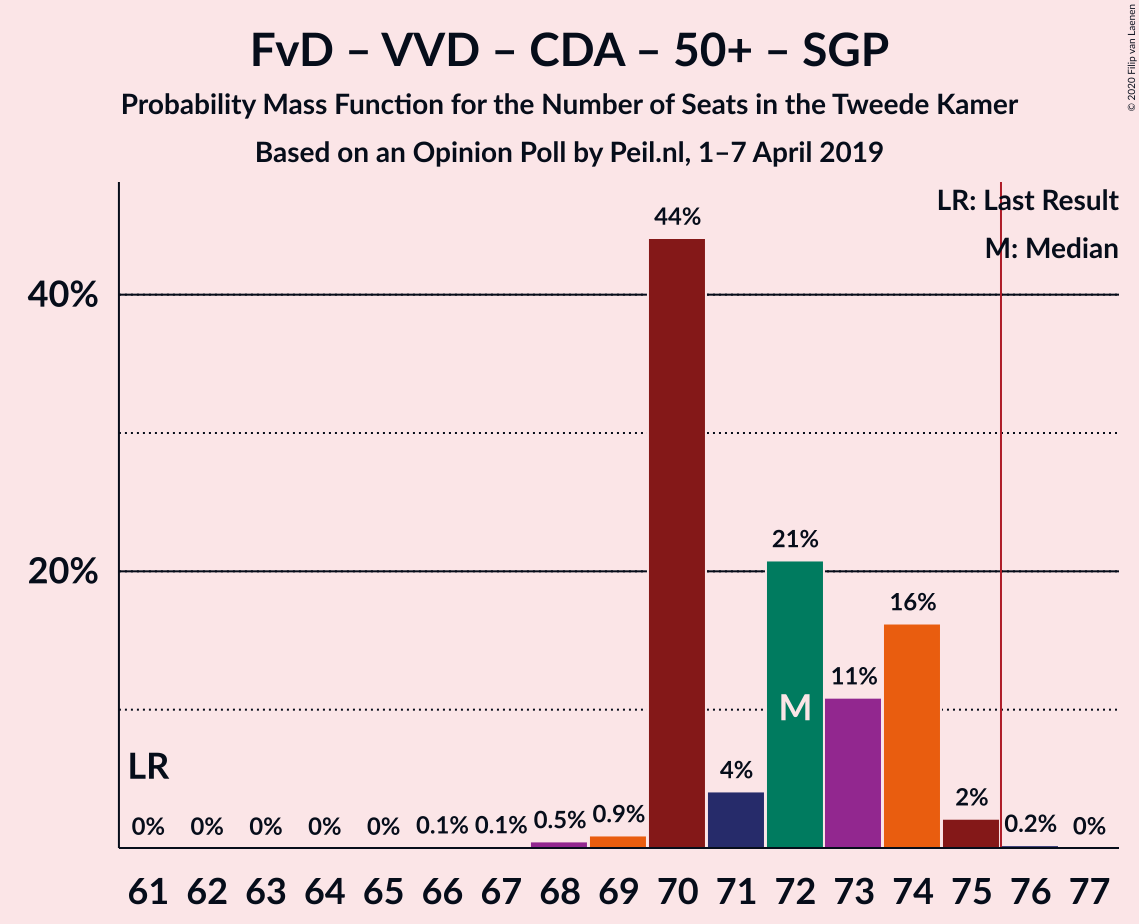 FvD – VVD – CDA – 50+ – SGP
Probability Mass Function for the Number of Seats in the Tweede Kamer
Based on an Opinion Poll by Peil.nl, 1–7 April 2019
© 2020 Filip van Laenen
LR: Last Result
M: Median
40%
20%
LR
M
0% 0% 0% 0% 0% 0.1% 0.1% 0.5% 0.9% 44% 4% 21% 11% 16% 2% 0.2% 0%
61 62 63 64 65 66 67 68 69 70 71 72 73 74 75 76 77